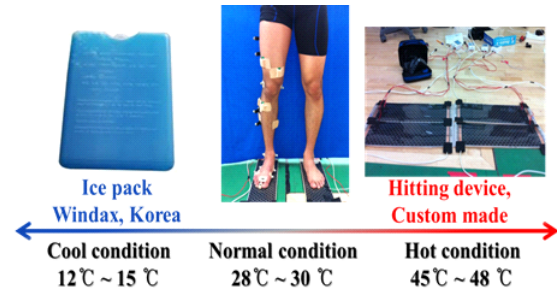 Ice pack
Windax, Korea
Hitting device,
Custom made
Cool condition
12℃ ~ 15 ℃
Normal condition
28℃ ~ 30 ℃
Hot condition
45℃ ~ 48 ℃